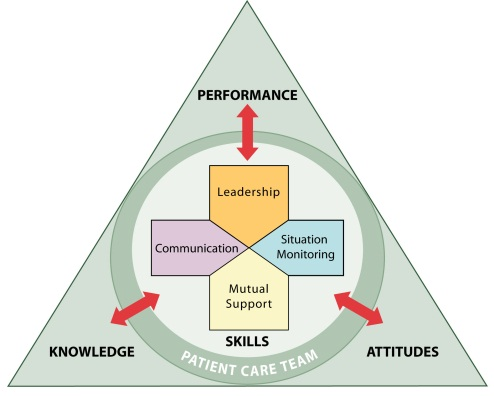 PERFORMANCE
Leadership
Communication
Situation
Monitoring
Mutual
Support
SKILLS
KNOWLEDGE
ATTITUDES
PATIENT CARE TEAM